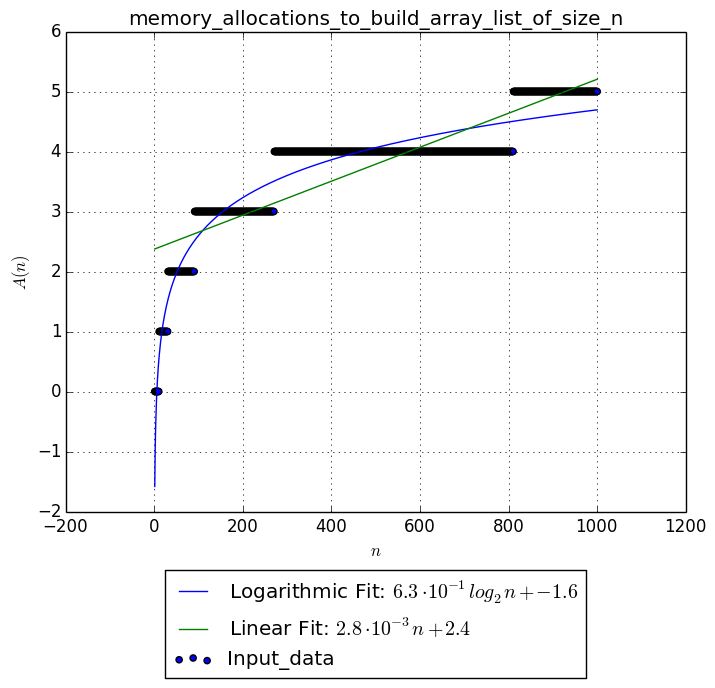 memory_allocations_to_build_array_list_of_size_n
6
5
4
3
2
1
0
−1
−2
A(n)
−200 0 200 400 600 800 1000 1200
n
Logarithmic Fit: 6.3 · 10⁻¹ log₂ n + −1.6
Linear Fit: 2.8 · 10⁻³ n + 2.4
Input_data